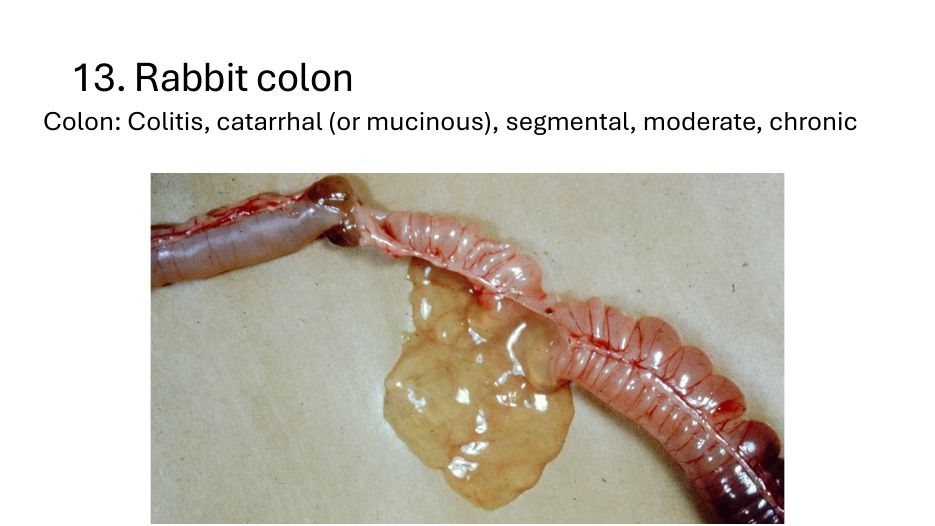 13. Rabbit colon
Colon: Colitis, catarrhal (or mucinous), segmental, moderate, chronic